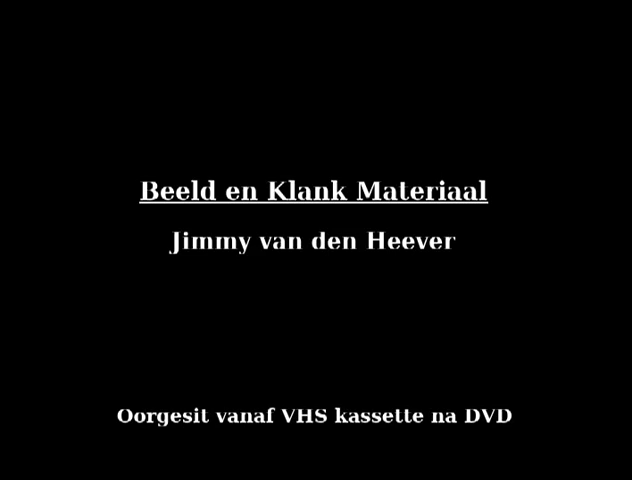 Beeld en Klank Materiaal
Jimmy van den Heever
Oorgesit vanaf VHS kassette na DVD